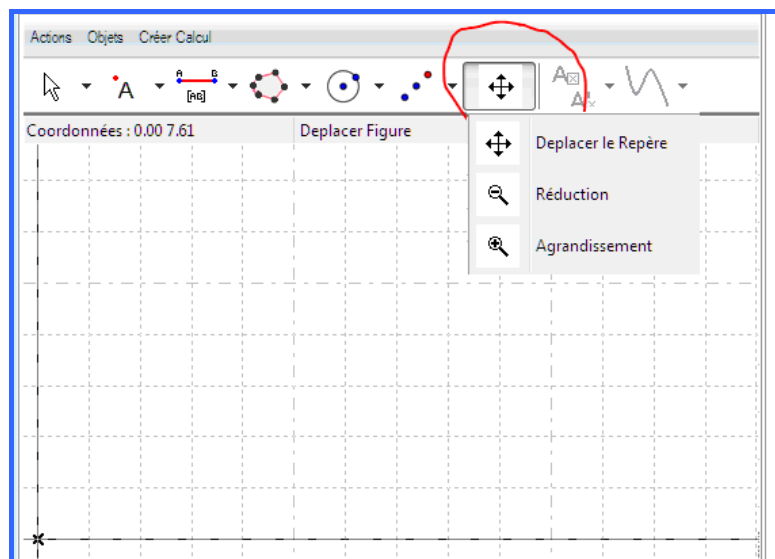 Actions Objets Créer Calcul
A
A B
[AB]
A
A'
Coordonnées : 0.00 7.61 Deplacer Figure
Deplacer le Repère
Réduction
Agrandissement